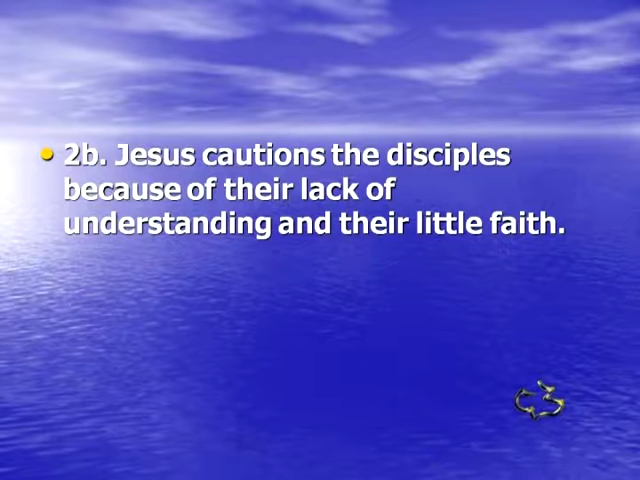 • 2b. Jesus cautions the disciples
because of their lack of
understanding and their little faith.